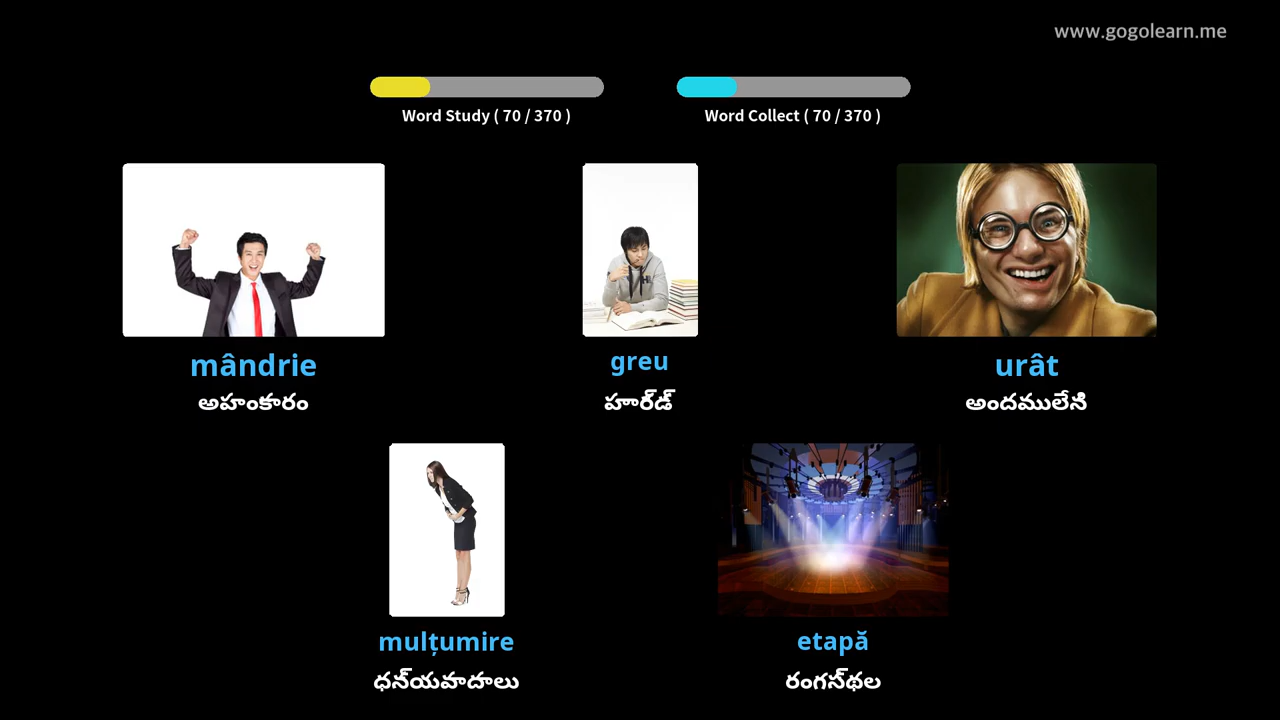 www.gogolearn.me
Word Study ( 70 / 370 )
Word Collect ( 70 / 370 )
mândrie
అహంకారం
greu
హార్డ్
urât
అందములేని
mulțumire
ధన్యవాదాలు
etapă
రంగస్థల